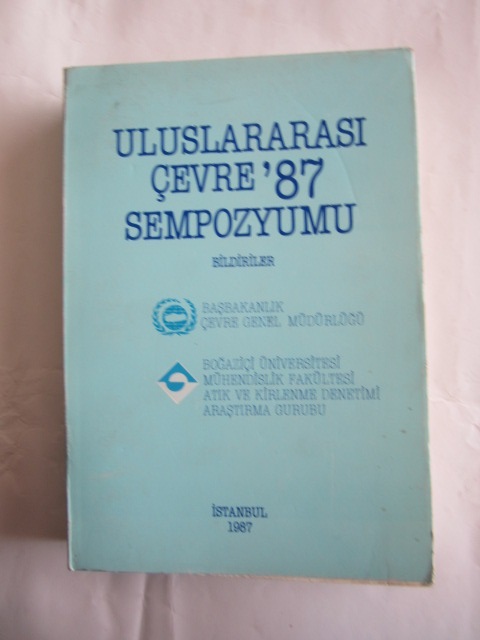 ULUSLARARASI
ÇEVRE '87
SEMPOZYUMU
BİLDİRİLER
BAŞBAKANLIK
ÇEVRE GENEL MÜDÜRLÜĞÜ
BOĞAZİÇİ ÜNİVERSİTESİ
MÜHENDİSLİK FAKÜLTESİ
ATIK VE KİRLENME DENETİMİ
ARAŞTIRMA GURUBU
İSTANBUL
1987